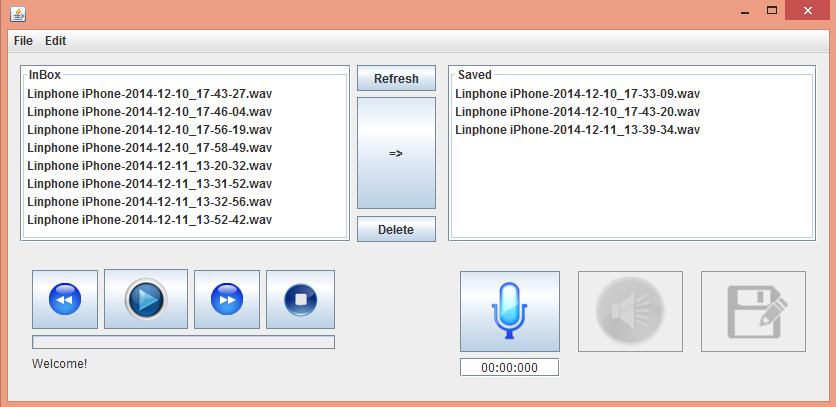 File Edit
InBox
Linphone iPhone-2014-12-10_17-43-27.wav
Linphone iPhone-2014-12-10_17-46-04.wav
Linphone iPhone-2014-12-10_17-56-19.wav
Linphone iPhone-2014-12-10_17-58-49.wav
Linphone iPhone-2014-12-11_13-20-32.wav
Linphone iPhone-2014-12-11_13-31-52.wav
Linphone iPhone-2014-12-11_13-32-56.wav
Linphone iPhone-2014-12-11_13-52-42.wav
Refresh
=>
Delete
Saved
Linphone iPhone-2014-12-10_17-33-09.wav
Linphone iPhone-2014-12-10_17-43-20.wav
Linphone iPhone-2014-12-11_13-39-34.wav
Welcome!
00:00:000